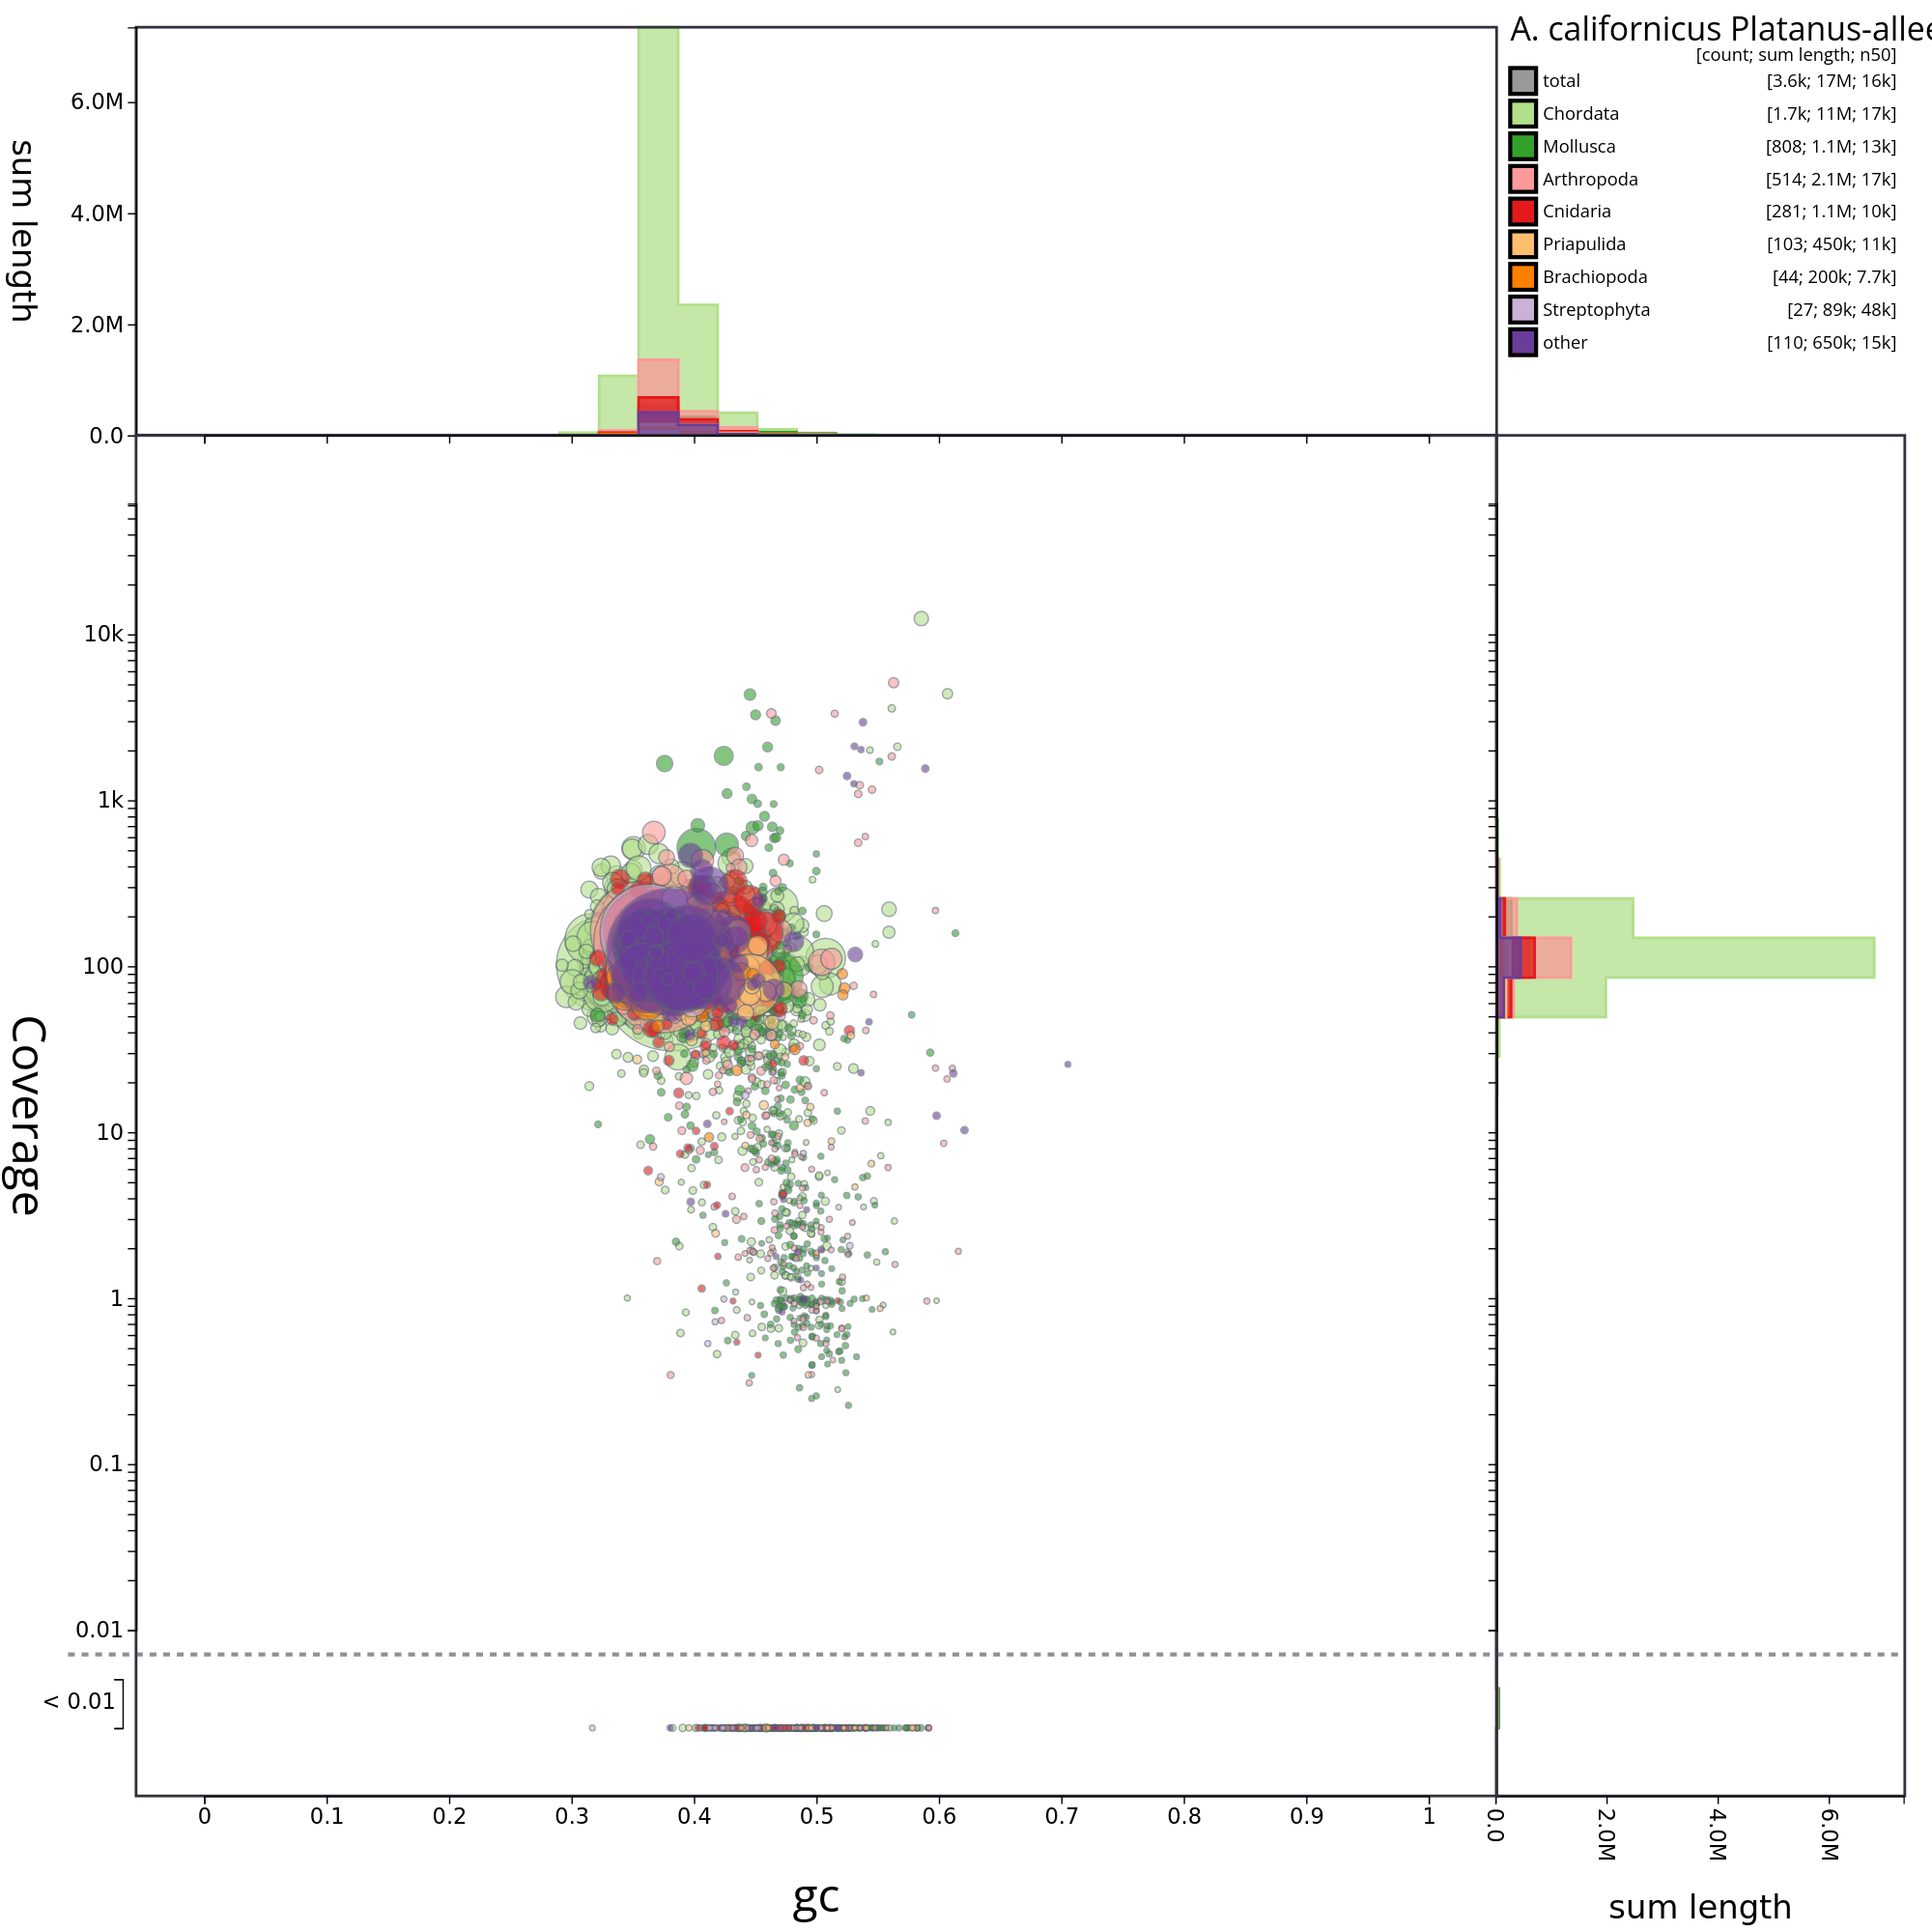 A. californicus Platanus-allee
[count; sum length; n50]
total [3.6k; 17M; 16k]
Chordata [1.7k; 11M; 17k]
Mollusca [808; 1.1M; 13k]
Arthropoda [514; 2.1M; 17k]
Cnidaria [281; 1.1M; 10k]
Priapulida [103; 450k; 11k]
Brachiopoda [44; 200k; 7.7k]
Streptophyta [27; 89k; 48k]
other [110; 650k; 15k]
sum length
6.0M
4.0M
2.0M
0.0
Coverage
10k
1k
100
10
1
0.1
0.01
< 0.01
0 0.1 0.2 0.3 0.4 0.5 0.6 0.7 0.8 0.9 1
gc
0.0 2.0M 4.0M 6.0M
sum length